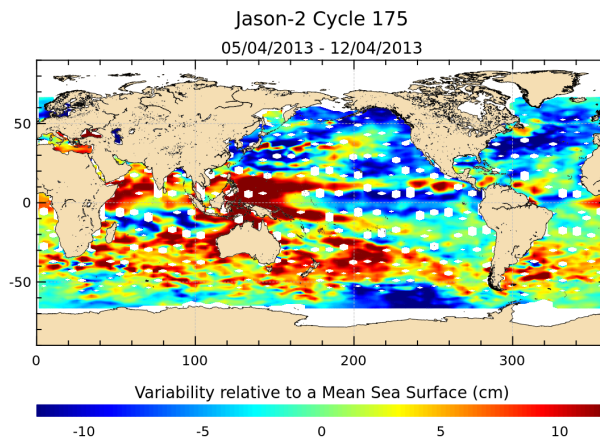 Jason-2 Cycle 175
05/04/2013 - 12/04/2013
50
0
-50
0 100 200 300
Variability relative to a Mean Sea Surface (cm)
-10 -5 0 5 10